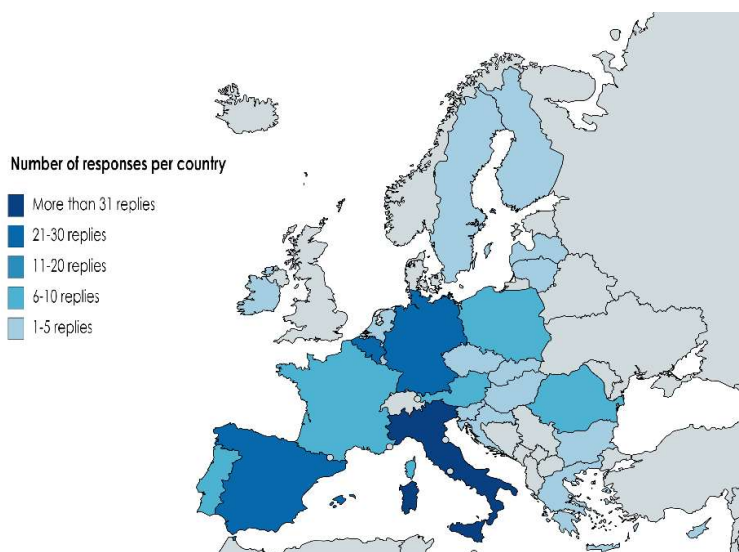 Number of responses per country
More than 31 replies
21-30 replies
11-20 replies
6-10 replies
1-5 replies